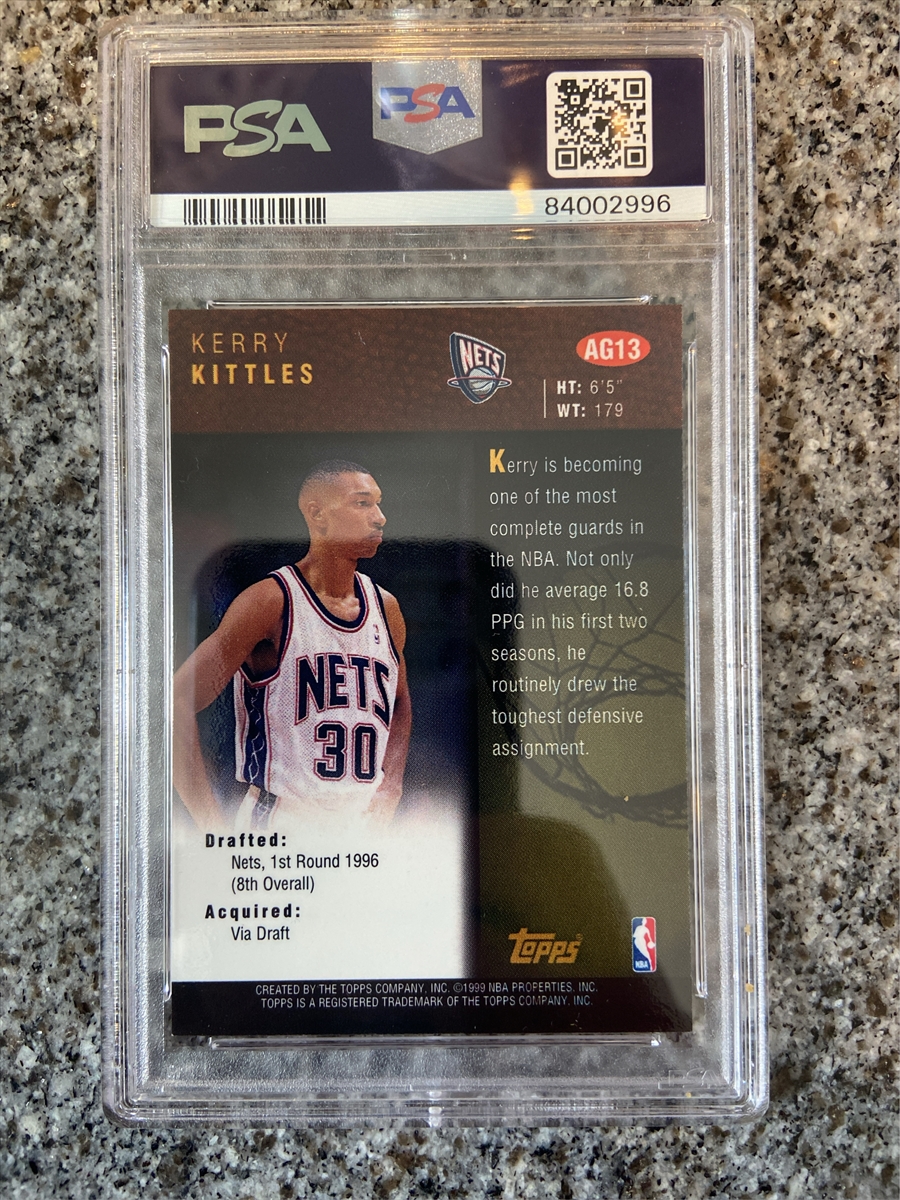 PSA
PSA
84002996
KERRY
KITTLES
NETS
AG13
HT: 6'5"
WT: 179
Kerry is becoming
one of the most
complete guards in
the NBA. Not only
did he average 16.8
PPG in his first two
seasons, he
routinely drew the
toughest defensive
assignment.
NETS
30
Drafted:
Nets, 1st Round 1996
(8th Overall)
Acquired:
Via Draft
Topps®
NBA
CREATED BY THE TOPPS COMPANY, INC. ©1999 NBA PROPERTIES, INC.
TOPPS IS A REGISTERED TRADEMARK OF THE TOPPS COMPANY, INC.